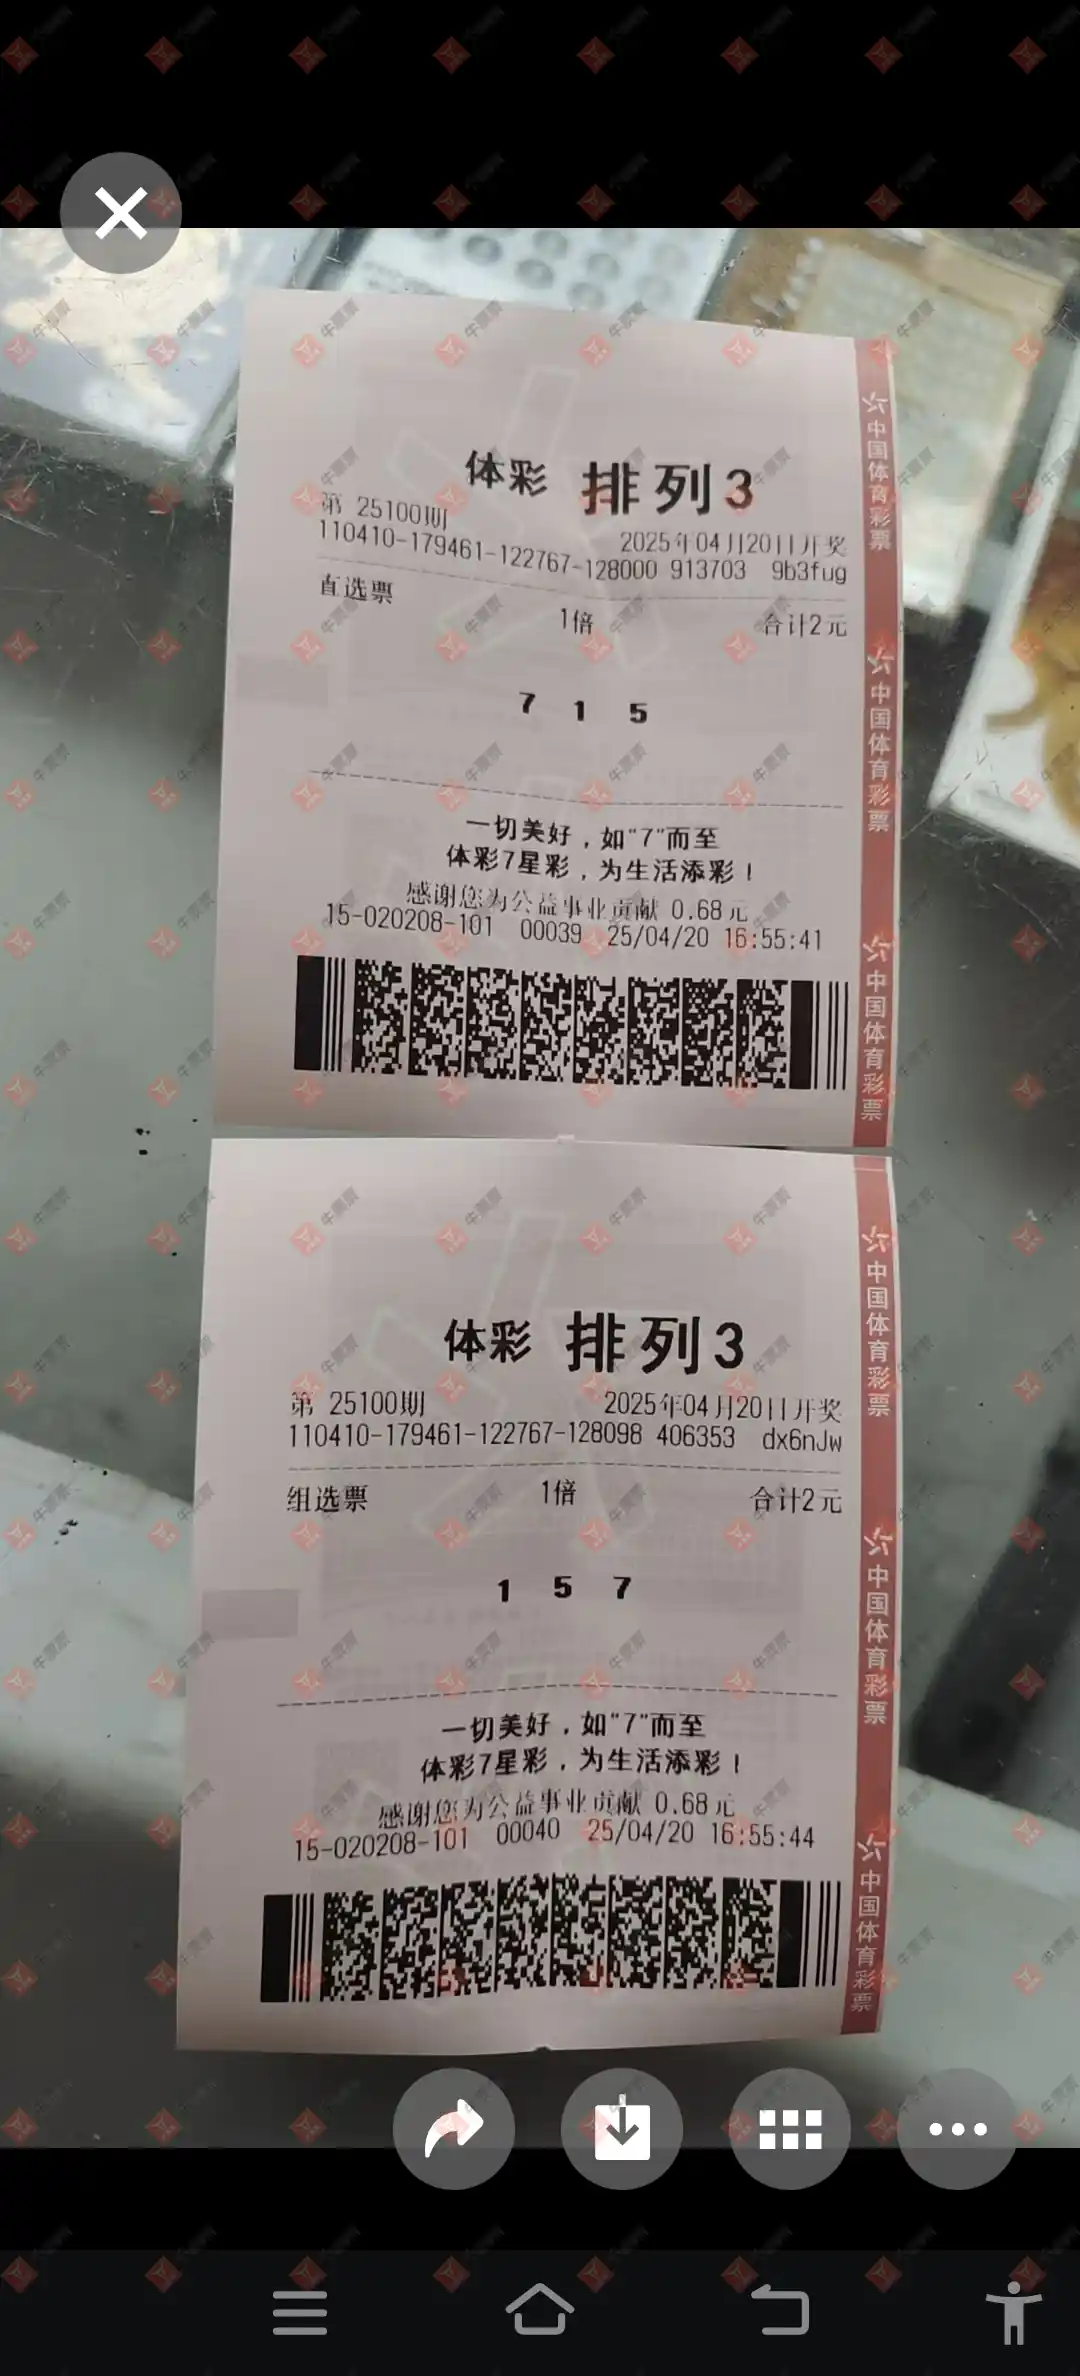 体彩 排列3
第 25100期
2025年04月20日开奖
110410-179461-122767-128000 913703 9b3fug
直选票 1倍 合计2元
7 1 5
一切美好，如“7”而至
体彩7星彩，为生活添彩！
感谢您为公益事业贡献 0.68元
15-020208-101 00039 25/04/20 16:55:41
中国体育彩票
中国体育彩票
中国体育彩票
体彩 排列3
第 25100期 2025年04月20日开奖
110410-179461-122767-128098 406353 dx6nJw
组选票 1倍 合计2元
1 5 7
一切美好，如“7”而至
体彩7星彩，为生活添彩！
感谢您为公益事业贡献 0.68元
15-020208-101 00040 25/04/20 16:55:44
中国体育彩票
中国体育彩票
中国体育彩票